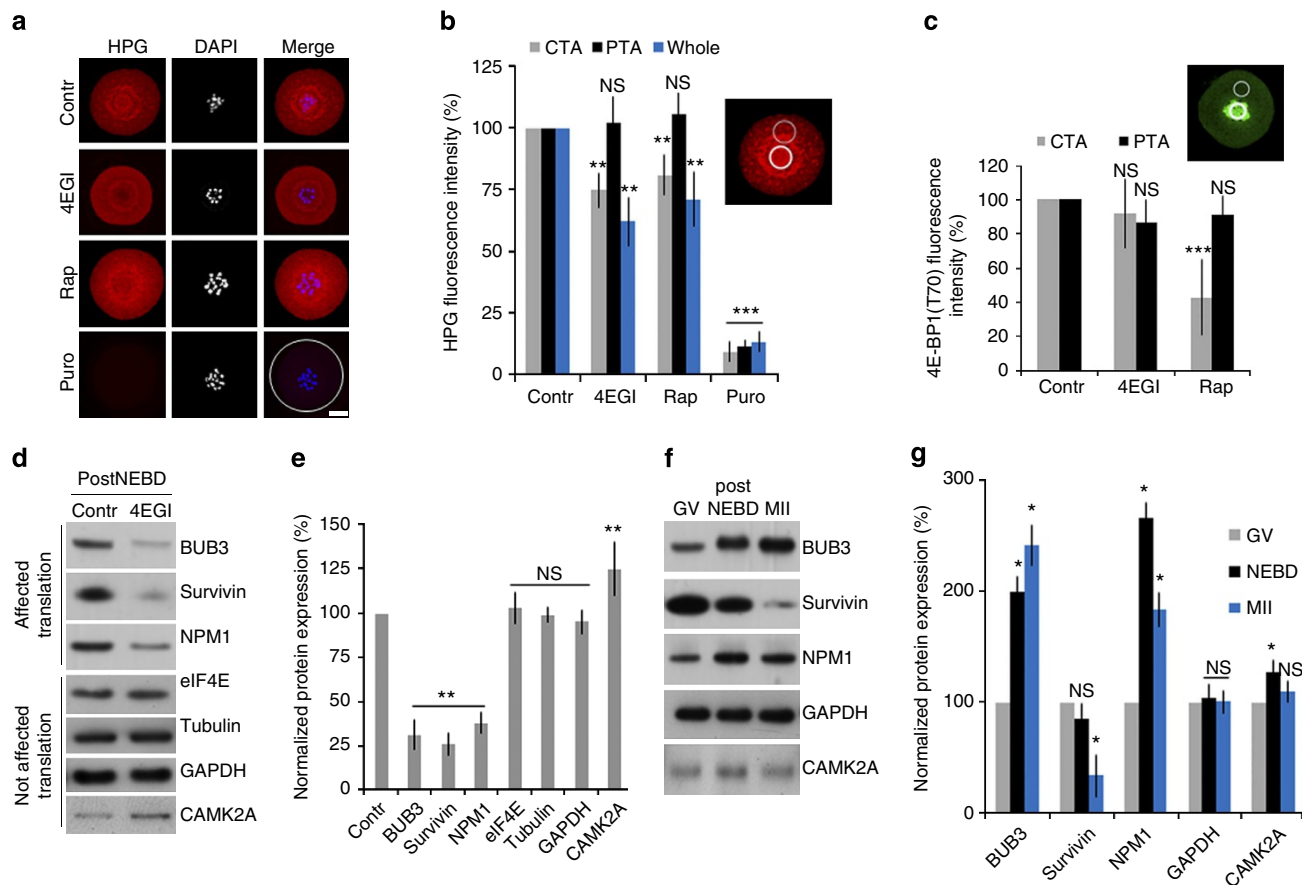 a
HPG DAPI Merge
Contr
4EGI
Rap
Puro
b
CTA PTA Whole
HPG fluorescence intensity (%)
125
100
75
50
25
0
NS NS
** ** ** **
***
Contr 4EGI Rap Puro
c
CTA PTA
4E-BP1(T70) fluorescence
intensity (%)
120
100
80
60
40
20
0
NS NS NS
***
Contr 4EGI Rap
d
PostNEBD
Contr 4EGI
Affected
translation
BUB3
Survivin
NPM1
Not affected
translation
eIF4E
Tubulin
GAPDH
CAMK2A
e
Normalized protein expression (%)
150
125
100
75
50
25
0
**
NS
**
Contr BUB3 Survivin NPM1 eIF4E Tubulin GAPDH CAMK2A
f
post
GV NEBD MII
BUB3
Survivin
NPM1
GAPDH
CAMK2A
g
Normalized protein expression (%)
300
200
100
0
GV
NEBD
MII
* * NS * * * NS * NS
BUB3 Survivin NPM1 GAPDH CAMK2A